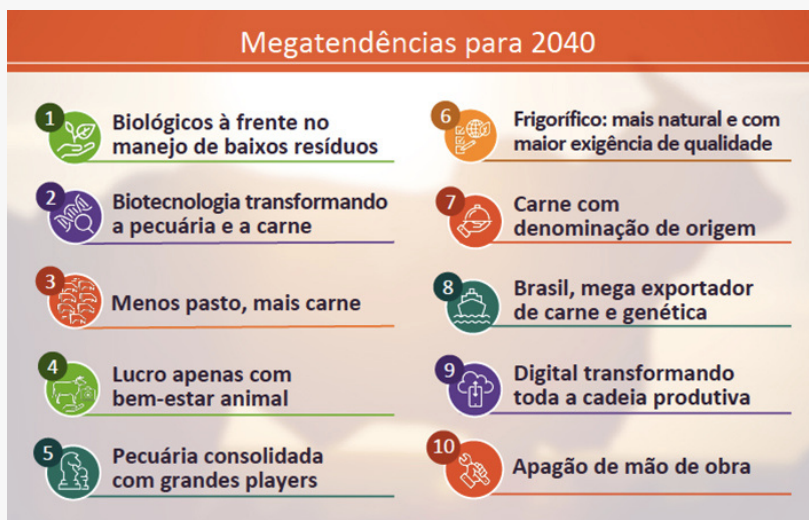 Megatendências para 2040
1
Biológicos à frente no
manejo de baixos resíduos
2
Biotecnologia transformando
a pecuária e a carne
3
Menos pasto, mais carne
4
Lucro apenas com
bem-estar animal
5
Pecuária consolidada
com grandes players
6
Frigorífico: mais natural e com
maior exigência de qualidade
7
Carne com
denominação de origem
8
Brasil, mega exportador
de carne e genética
9
Digital transformando
toda a cadeia produtiva
10
Apagão de mão de obra